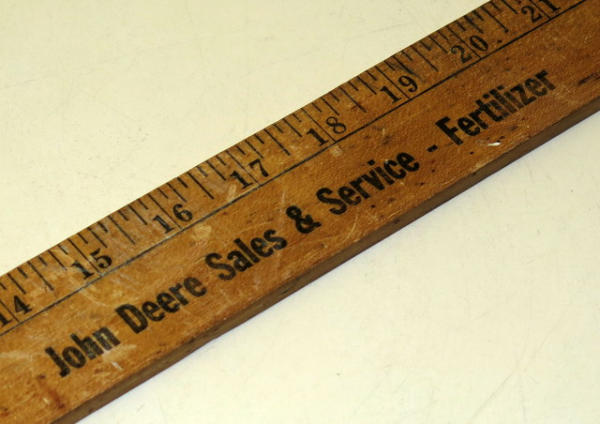 14 15 16 17 18 19 20 21
John Deere Sales & Service - Fertilizer